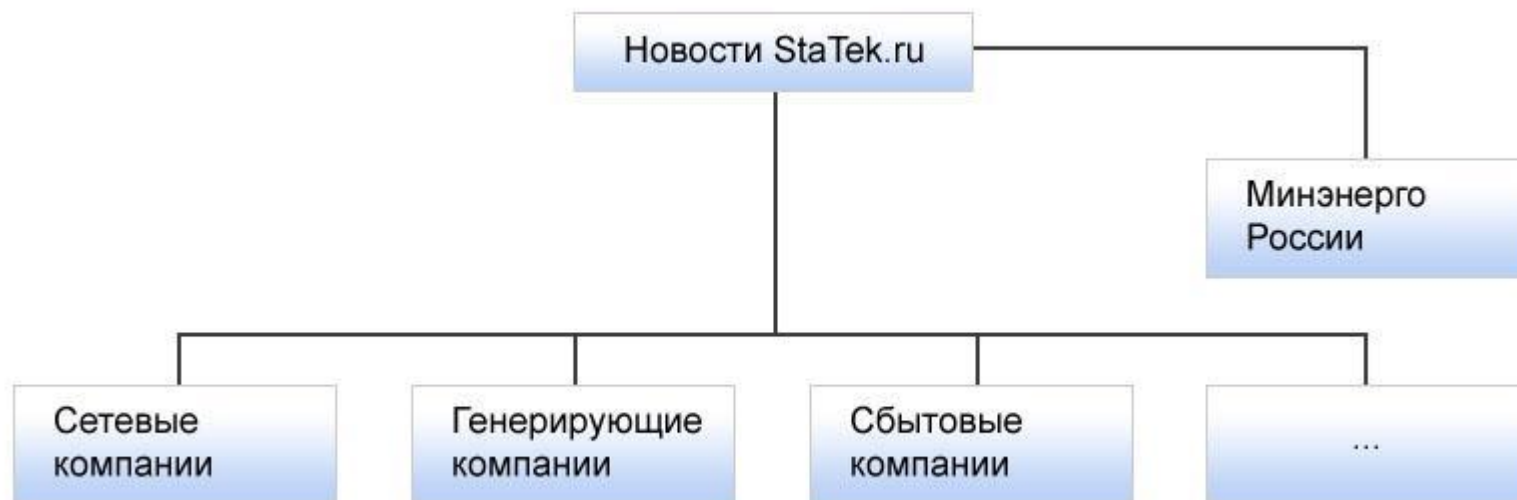 Новости StaTek.ru
Минэнерго
России
Сетевые
компании
Генерирующие
компании
Сбытовые
компании
...